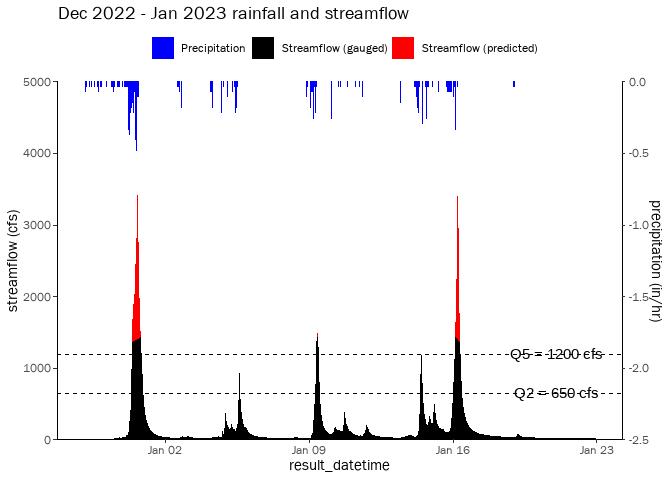 Dec 2022 - Jan 2023 rainfall and streamflow
Precipitation Streamflow (gauged) Streamflow (predicted)
5000 0.0
4000 -0.5
3000 -1.0
streamflow (cfs) precipitation (in/hr)
2000 -1.5
Q5 = 1200 cfs
1000 -2.0
Q2 = 650 cfs
0 -2.5
Jan 02 Jan 09 Jan 16 Jan 23
result_datetime